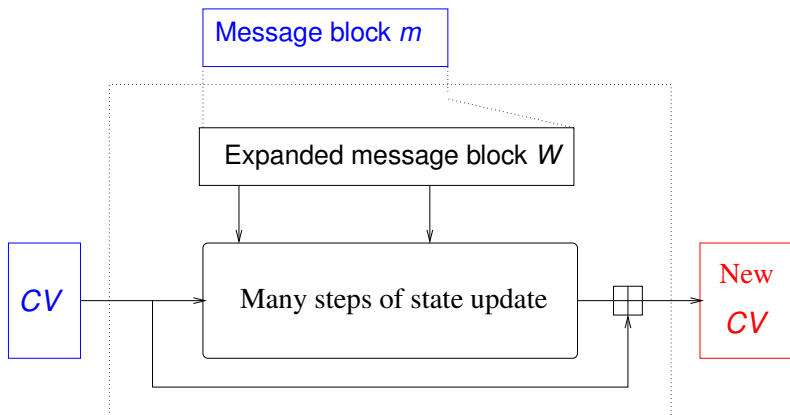 Message block m
Expanded message block W
CV
Many steps of state update
New
CV